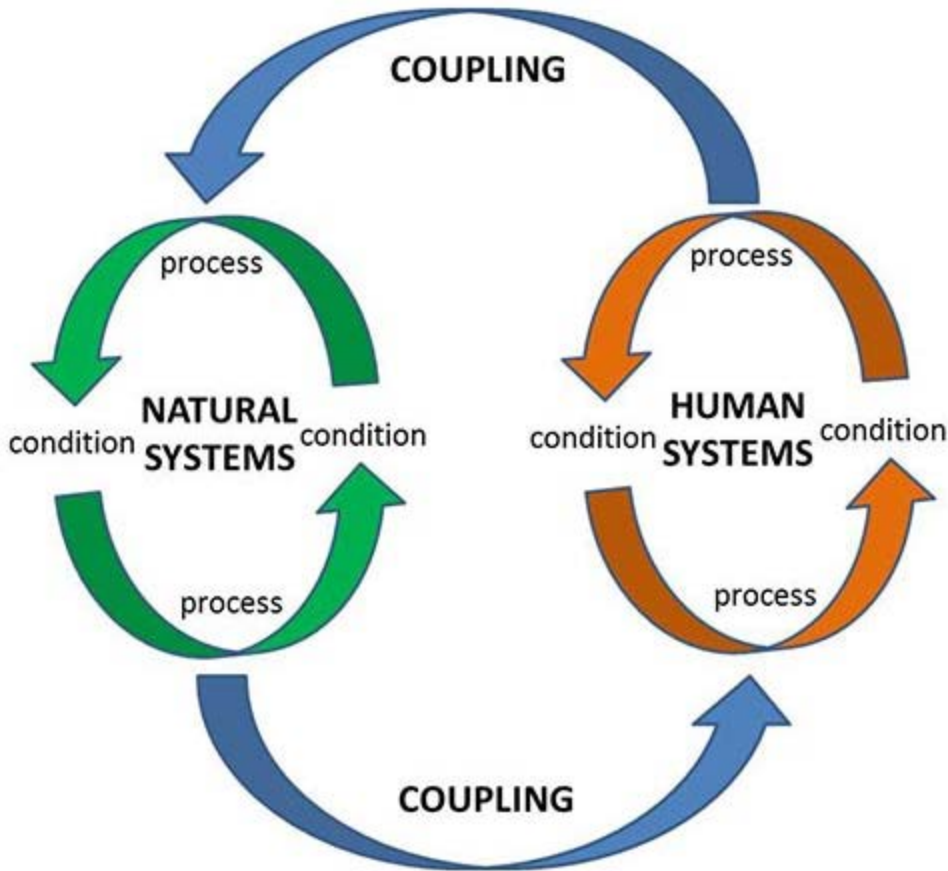 COUPLING
process
process
NATURAL
SYSTEMS
condition
condition
HUMAN
SYSTEMS
condition
condition
process
process
COUPLING